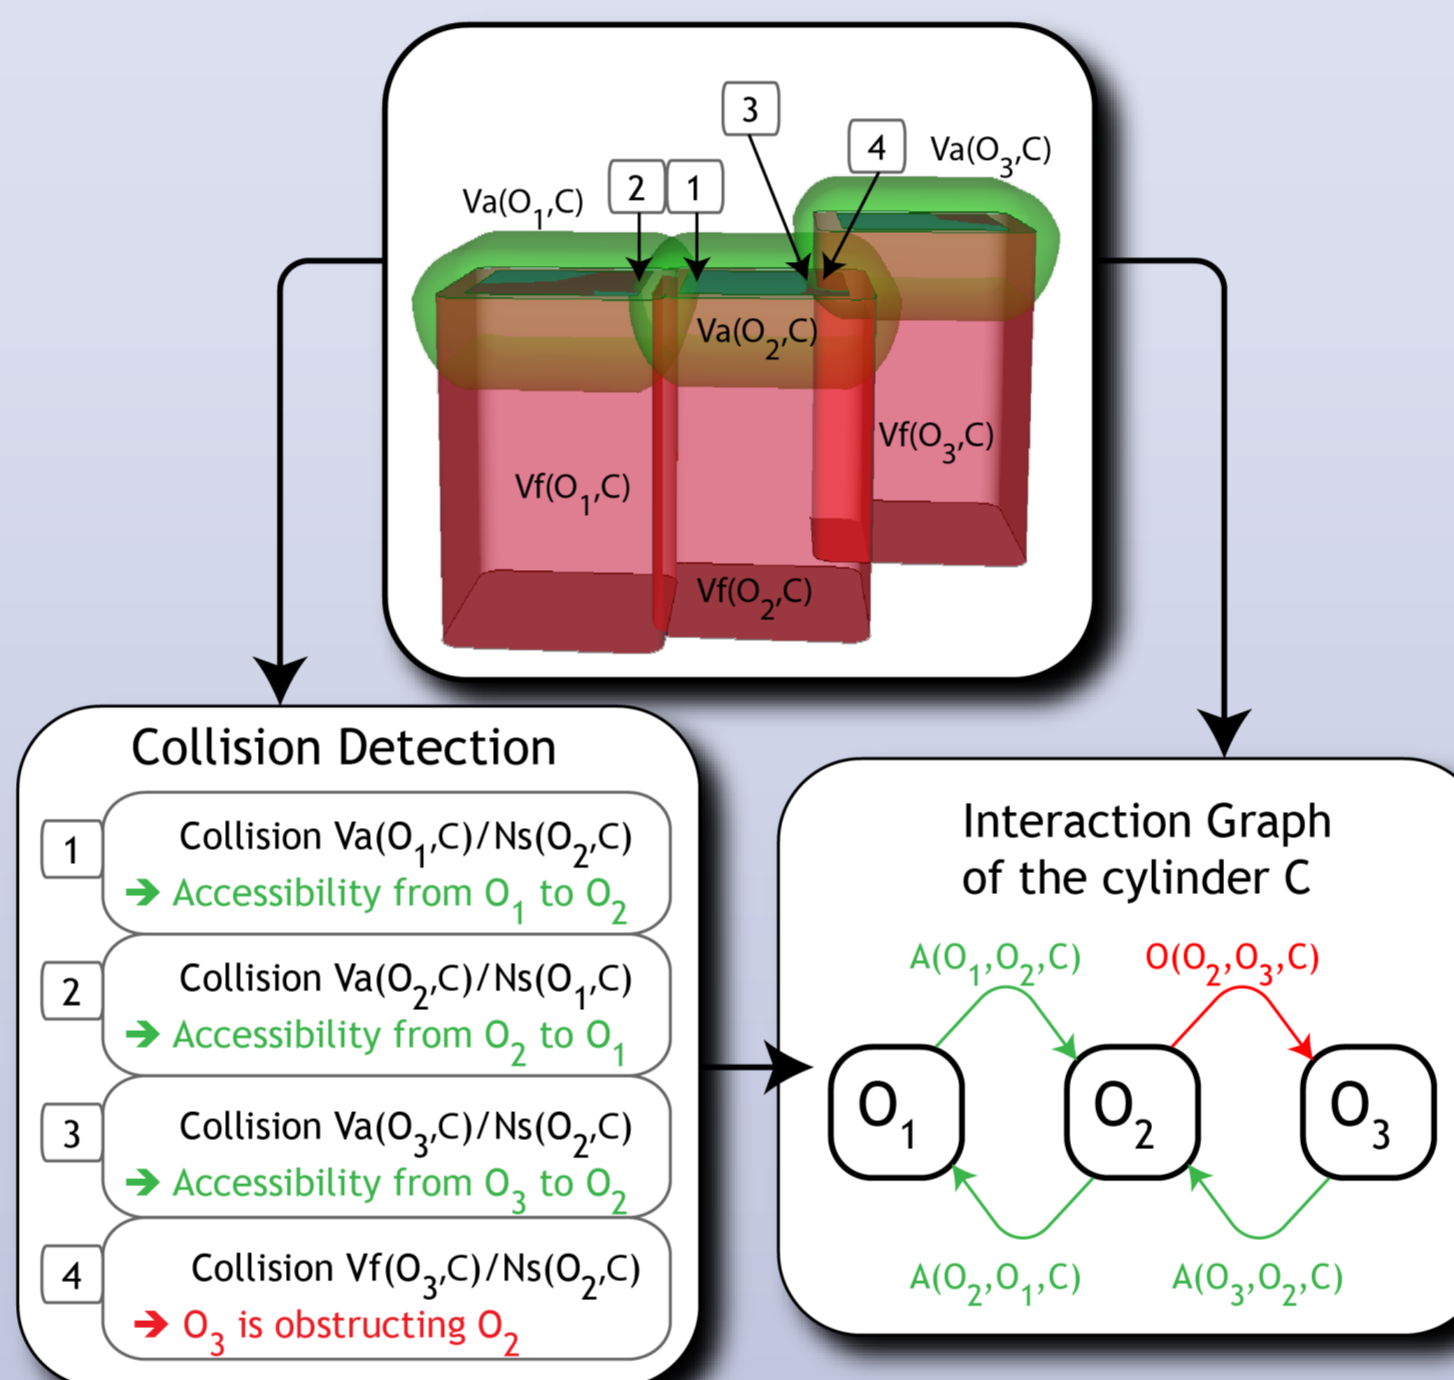 3
4
Va(O3,C)
2
1
Va(O1,C)
Va(O2,C)
Vf(O3,C)
Vf(O1,C)
Vf(O2,C)
Collision Detection
1
Collision Va(O1,C)/Ns(O2,C)
➔ Accessibility from O1 to O2
2
Collision Va(O2,C)/Ns(O1,C)
➔ Accessibility from O2 to O1
3
Collision Va(O3,C)/Ns(O2,C)
➔ Accessibility from O3 to O2
4
Collision Vf(O3,C)/Ns(O2,C)
➔ O3 is obstructing O2
Interaction Graph
of the cylinder C
A(O1,O2,C)
O(O2,O3,C)
O1
O2
O3
A(O2,O1,C)
A(O3,O2,C)